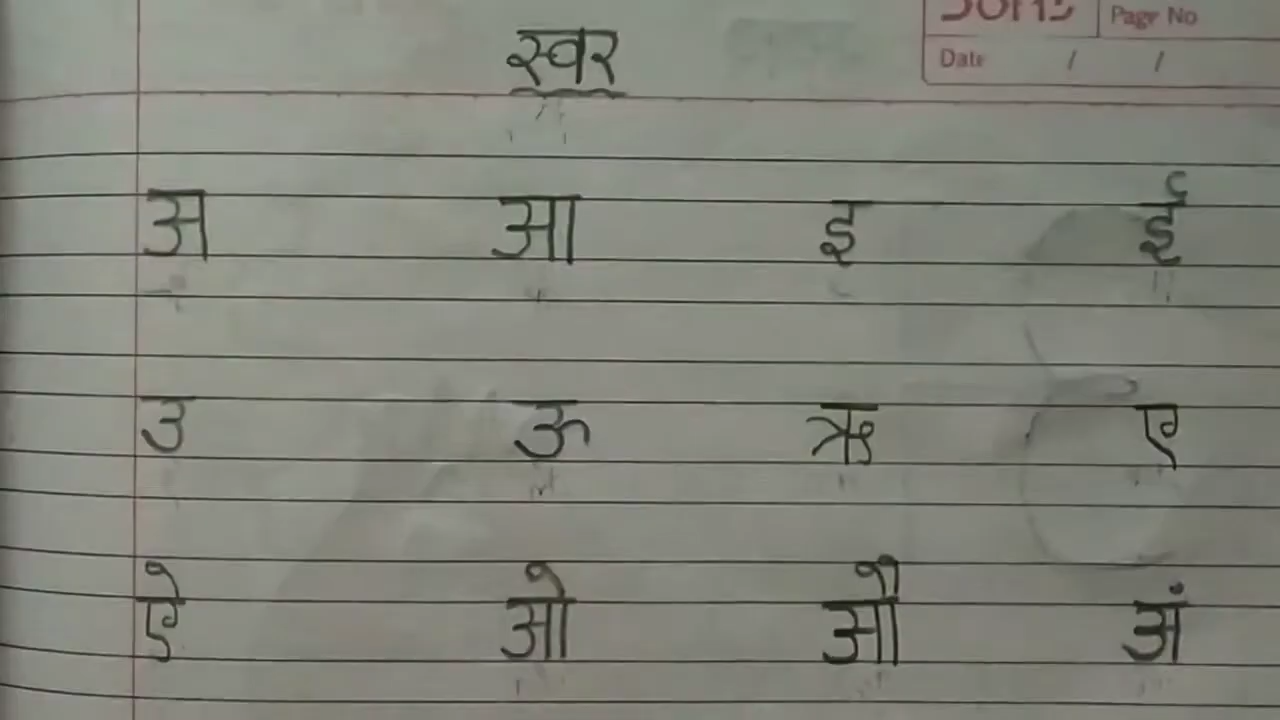 Page No
Date / /
स्वर
अ आ इ ई
उ ऊ ऋ ए
ऐ ओ औ अं